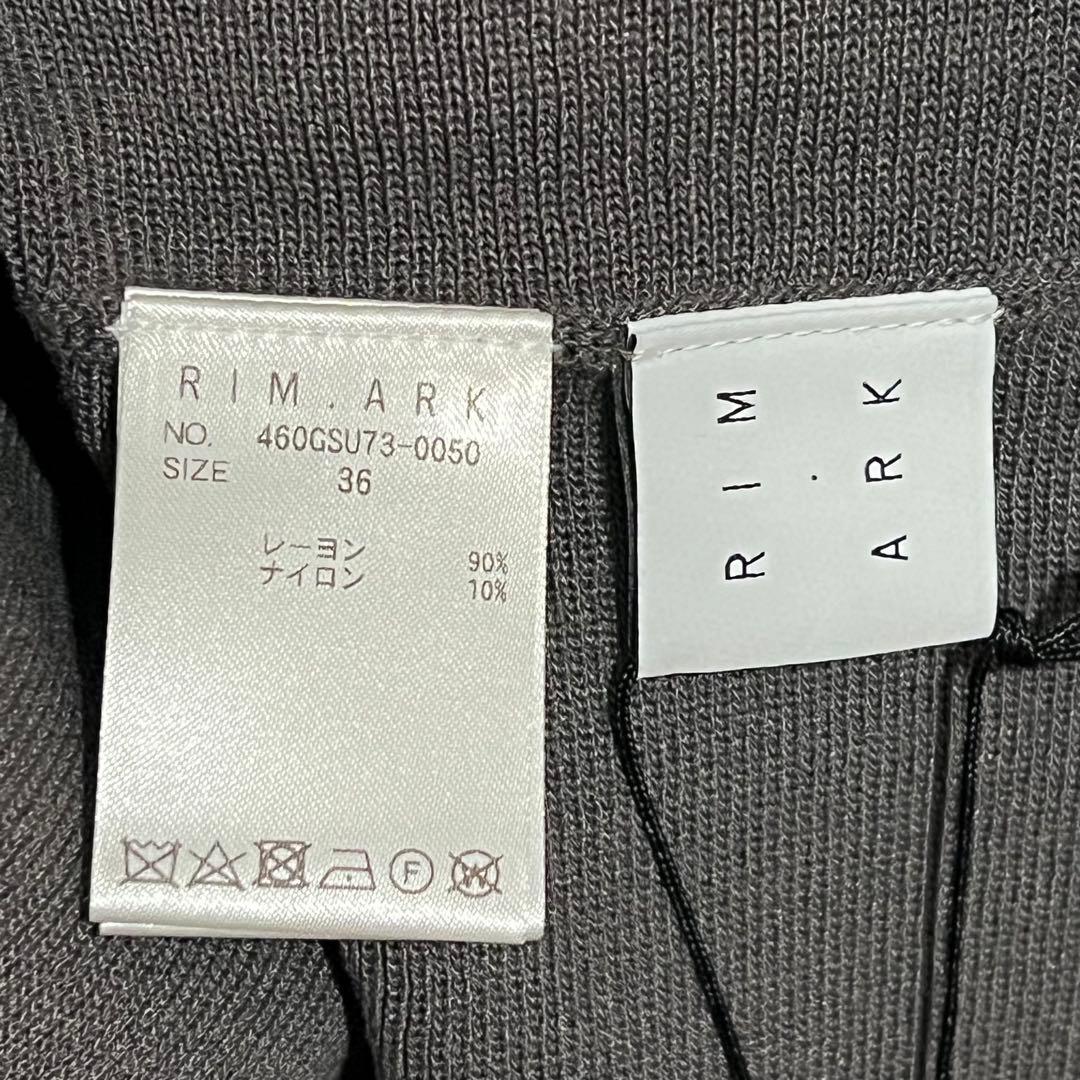 RIM.ARK
NO. 460GSU73-0050
SIZE 36
レーヨン 90%
ナイロン 10%
F
W
RIM
.
ARK